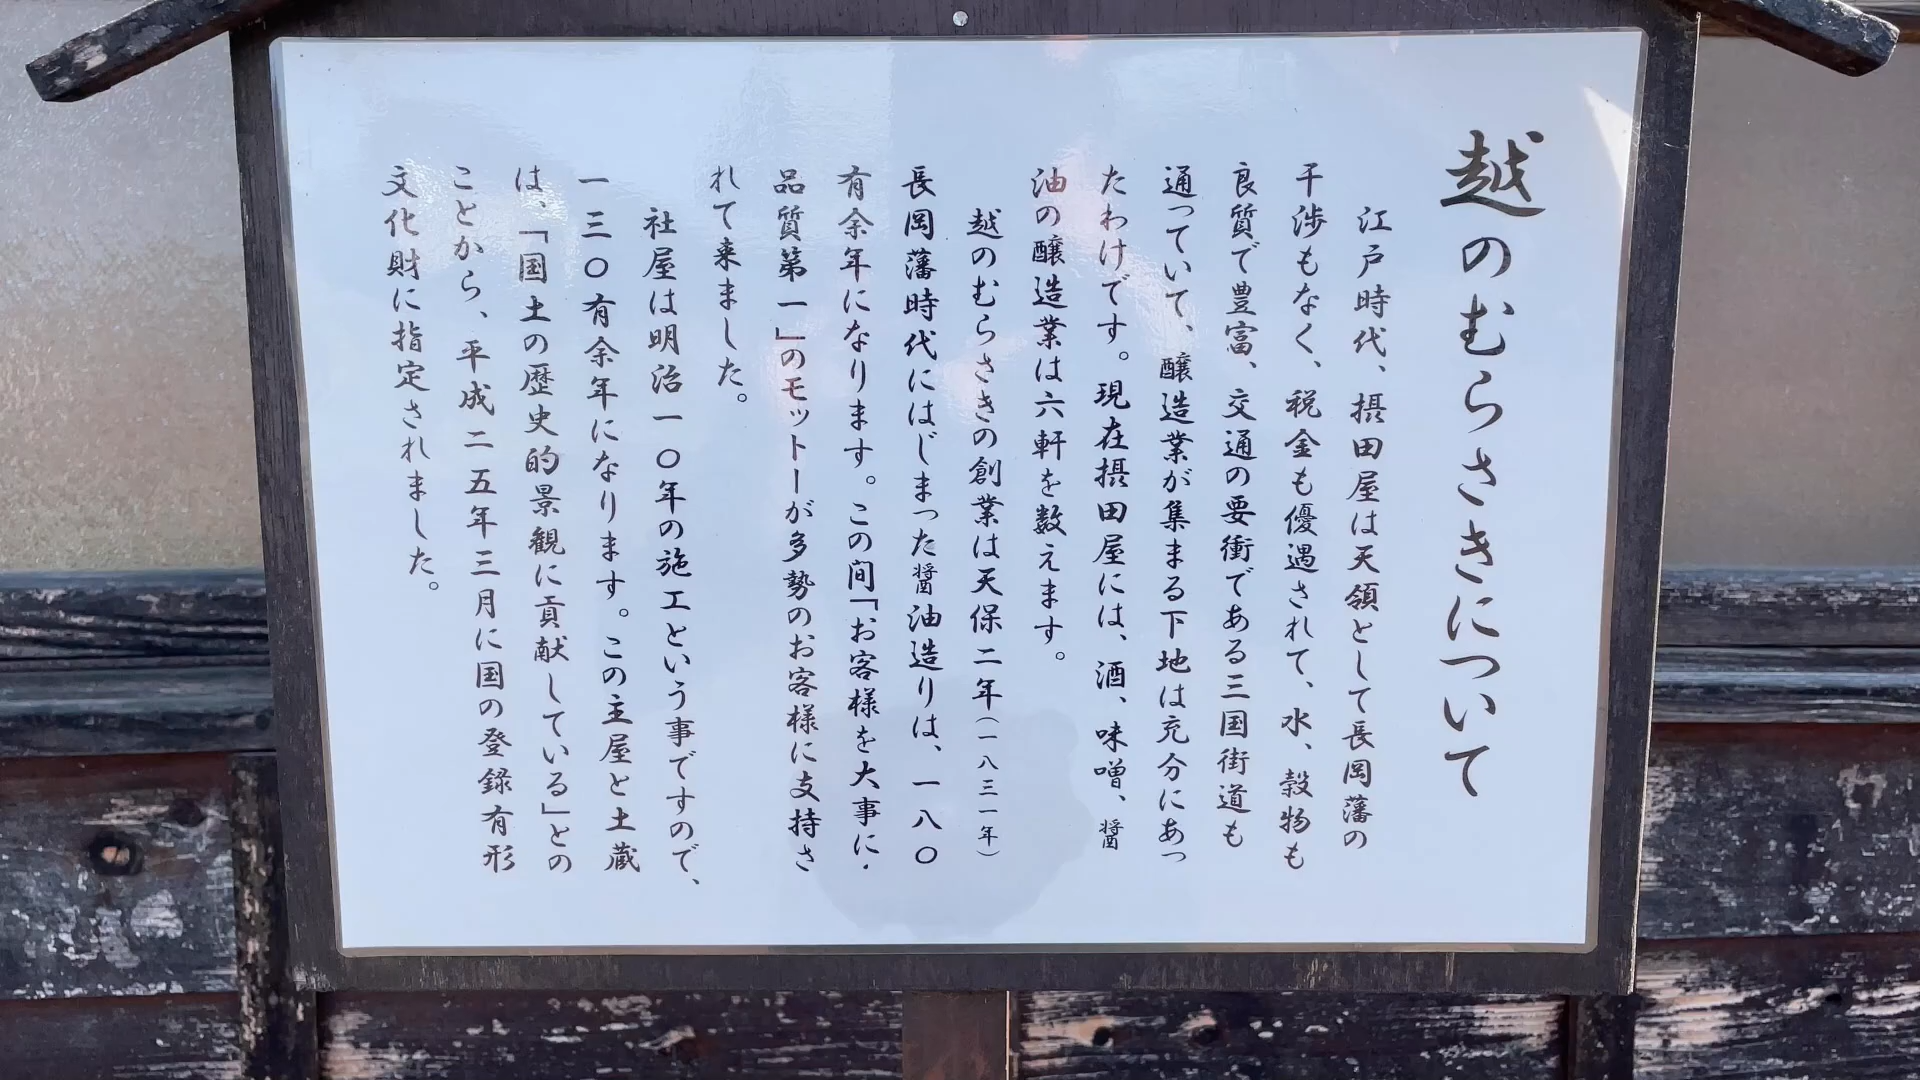 越のむらさきについて
江戸時代、摂田屋は天領として長岡藩の
干渉もなく、税金も優遇されて、水、穀物も
良質で豊富、交通の要衝である三国街道も
通っていて、醸造業が集まる下地は充分にあっ
たわけです。現在摂田屋には、酒、味噌、醤
油の醸造業は六軒を数えます。
越のむらさきの創業は天保二年(一八三一年)
長岡藩時代にはじまった醤油造りは、一八〇
有余年になります。この間「お客様を大事に・
品質第一」のモットーが多勢のお客様に支持さ
れて来ました。
社屋は明治一〇年の施工という事ですので、
一三〇有余年になります。この主屋と土蔵
は、「国土の歴史的景観に貢献している」との
ことから、平成二五年三月に国の登録有形
文化財に指定されました。